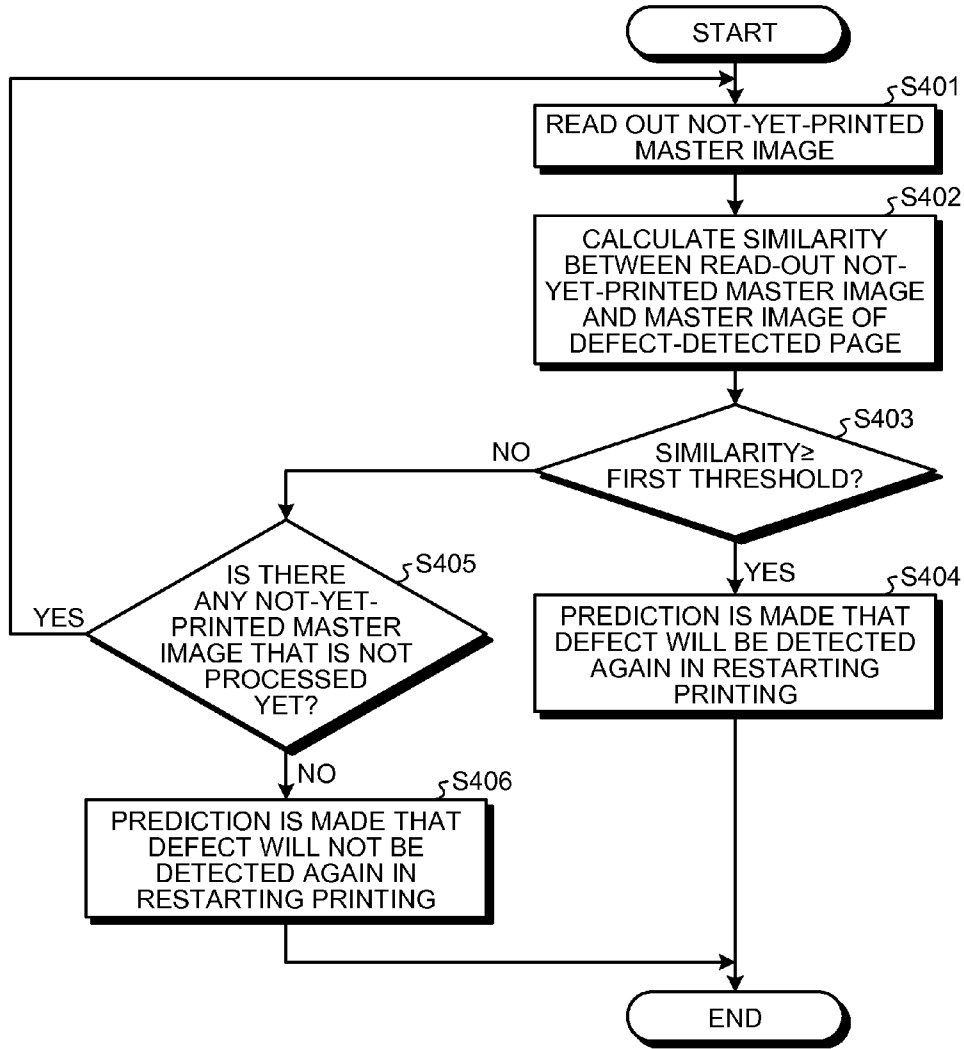 START
S401
READ OUT NOT-YET-PRINTED
MASTER IMAGE
S402
CALCULATE SIMILARITY
BETWEEN READ-OUT NOT-
YET-PRINTED MASTER IMAGE
AND MASTER IMAGE OF
DEFECT-DETECTED PAGE
S403
SIMILARITY≥
FIRST THRESHOLD?
NO
YES
S404
PREDICTION IS MADE THAT
DEFECT WILL BE DETECTED
AGAIN IN RESTARTING
PRINTING
S405
IS THERE
ANY NOT-YET-
PRINTED MASTER
IMAGE THAT IS NOT
PROCESSED
YET?
YES
NO
S406
PREDICTION IS MADE THAT
DEFECT WILL NOT BE
DETECTED AGAIN IN
RESTARTING PRINTING
END